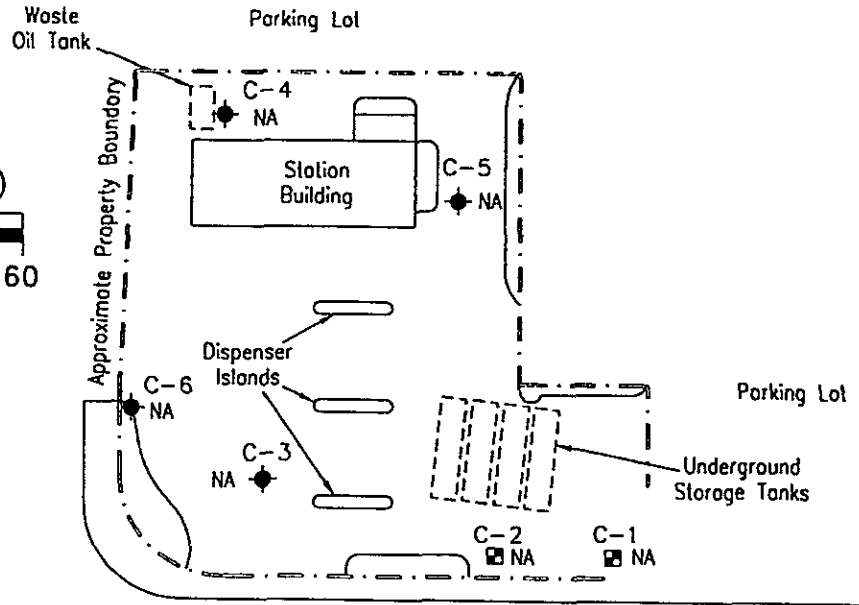 Waste
Oil Tank
Parking Lot
Approximate Property Boundary
C-4
NA
Station
Building
C-5
NA
)
60
Dispenser
Islands
C-6
NA
Parking Lot
C-3
NA
Underground
Storage Tanks
C-2
NA
C-1
NA